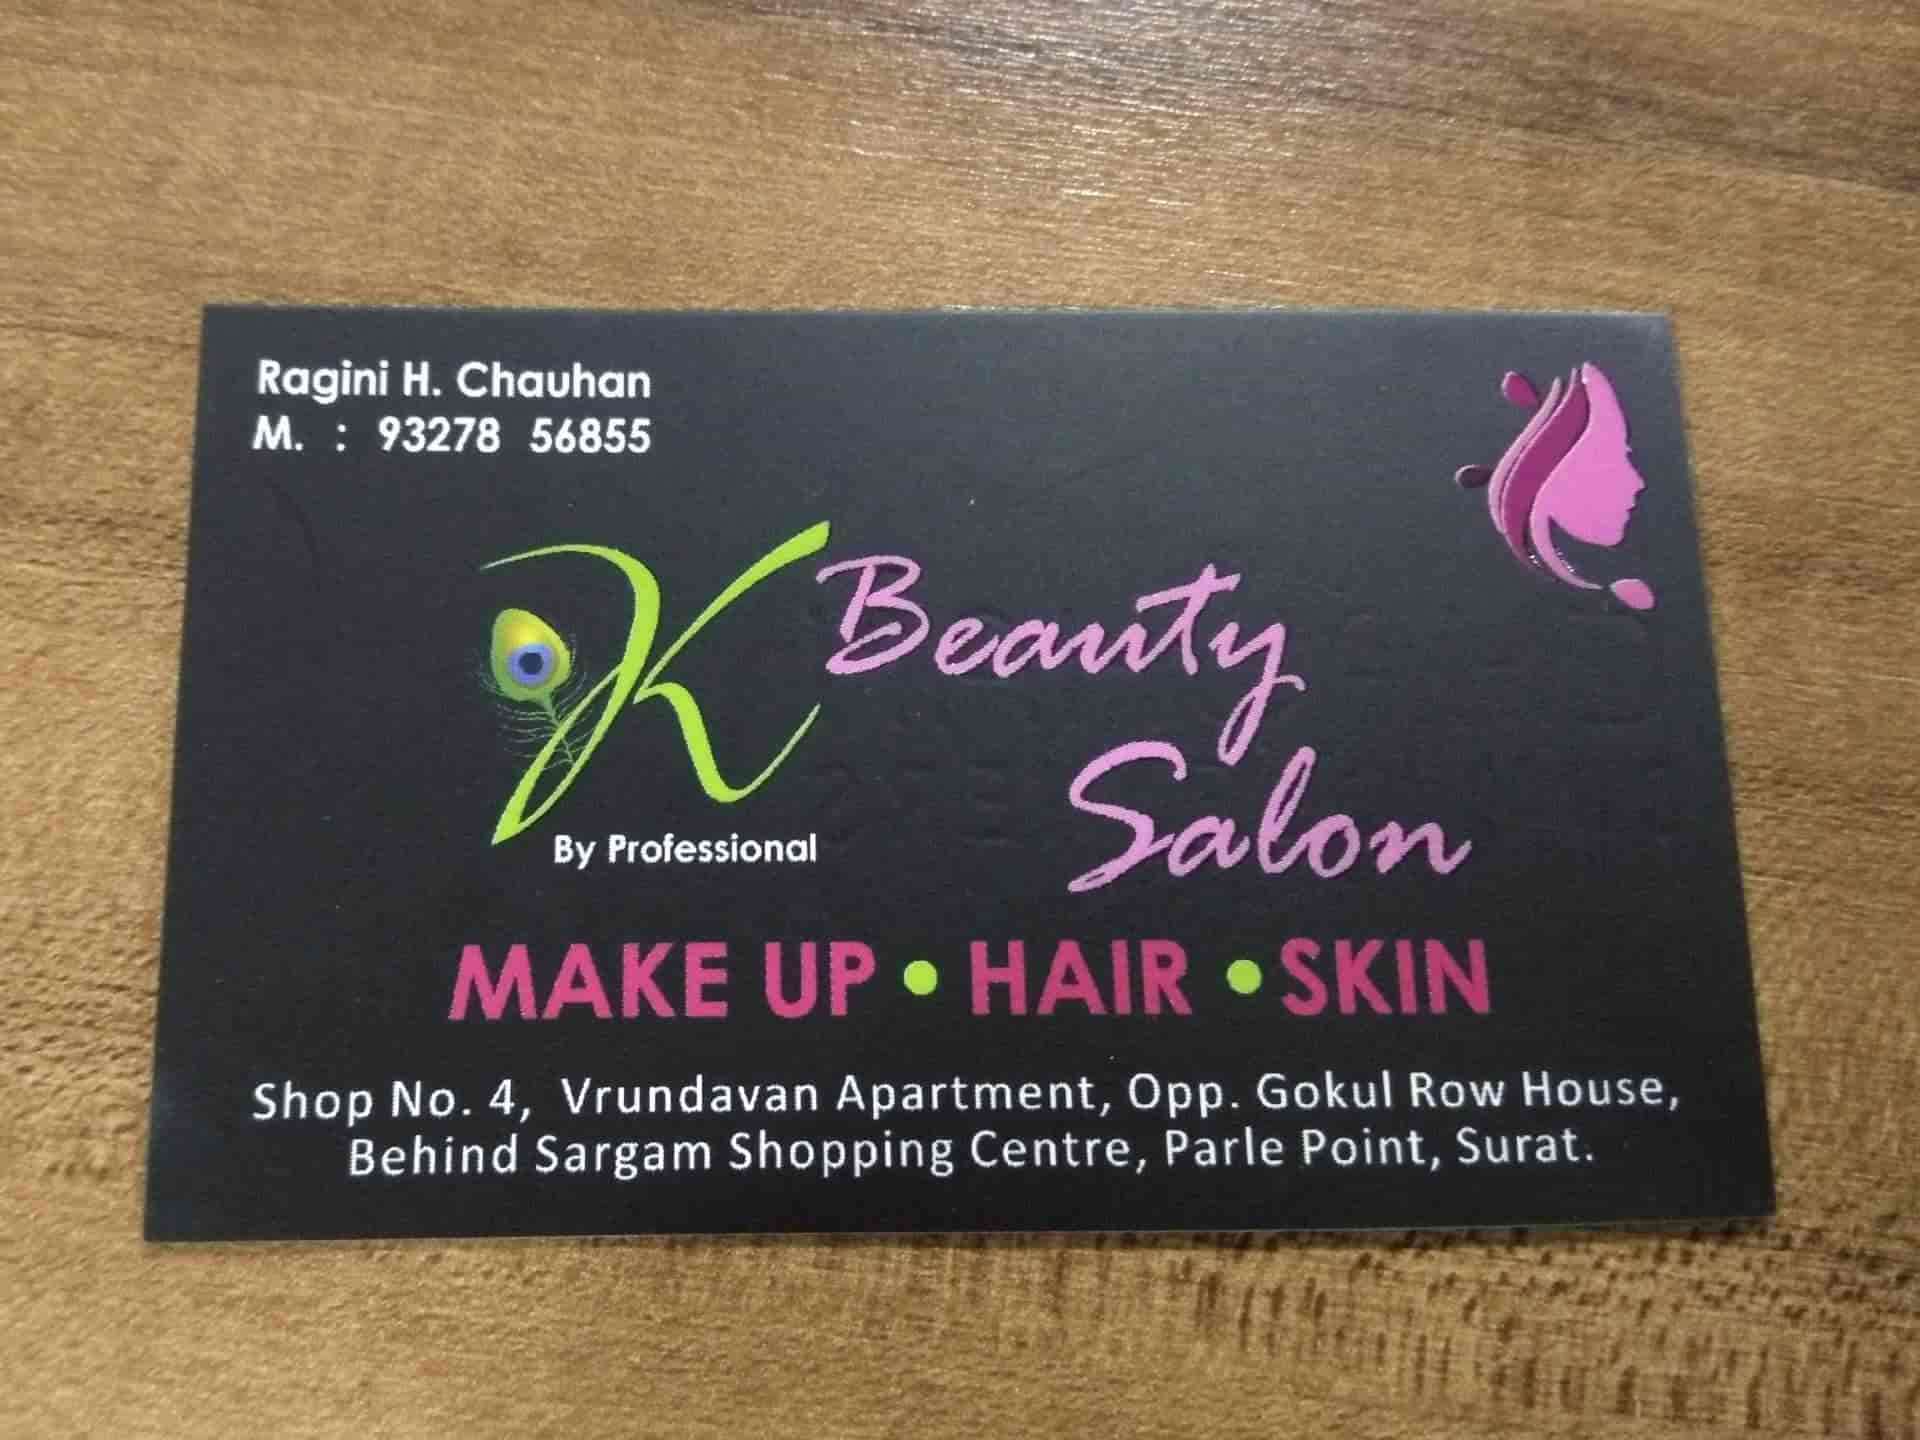 Ragini H. Chauhan
M. : 93278 56855
K Beauty
Salon
By Professional
MAKE UP • HAIR • SKIN
Shop No. 4, Vrundavan Apartment, Opp. Gokul Row House,
Behind Sargam Shopping Centre, Parle Point, Surat.